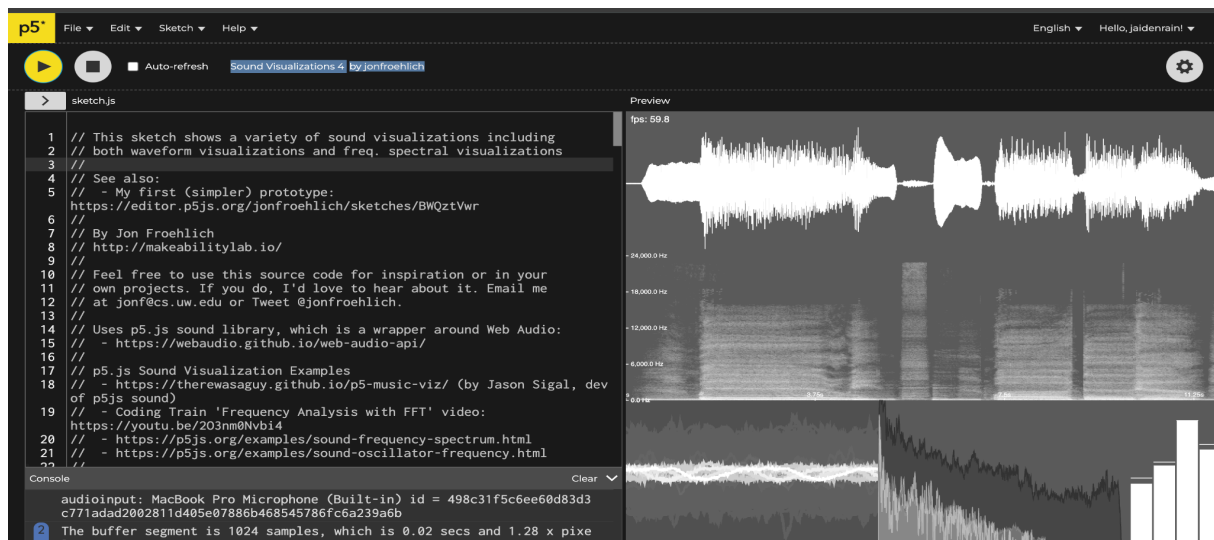 p5* File Edit Sketch Help English Hello, jaidenrain!
Auto-refresh Sound Visualizations 4 by jonfroehlich
> sketch.js Preview
fps: 59.8
1 // This sketch shows a variety of sound visualizations including
2 // both waveform visualizations and freq. spectral visualizations
3 //
4 // See also:
5 // - My first (simpler) prototype:
https://editor.p5js.org/jonfroehlich/sketches/BWQztVwr
6 //
7 // By Jon Froehlich
8 // http://makeabilitylab.io/
9 //
10 // Feel free to use this source code for inspiration or in your
11 // own projects. If you do, I'd love to hear about it. Email me
12 // at jonf@cs.uw.edu or Tweet @jonfroehlich.
13 //
14 // Uses p5.js sound library, which is a wrapper around Web Audio:
15 // - https://webaudio.github.io/web-audio-api/
16 //
17 // p5.js Sound Visualization Examples
18 // - https://therewasaguy.github.io/p5-music-viz/ (by Jason Sigal, dev
of p5js sound)
19 // - Coding Train 'Frequency Analysis with FFT' video:
https://youtu.be/2O3nm0Nvbi4
20 // - https://p5js.org/examples/sound-frequency-spectrum.html
21 // - https://p5js.org/examples/sound-oscillator-frequency.html
22 //
Console Clear
audioinput: MacBook Pro Microphone (Built-in) id = 498c31f5c6ee60d83d3
c771adad2002811d405e07886b468545786fc6a239a6b
2 The buffer segment is 1024 samples, which is 0.02 secs and 1.28 x pixe
- 24,000.0 Hz
- 18,000.0 Hz
- 12,000.0 Hz
- 6,000.0 Hz
- 0.0 Hz
3.75s 7.5s 11.25s